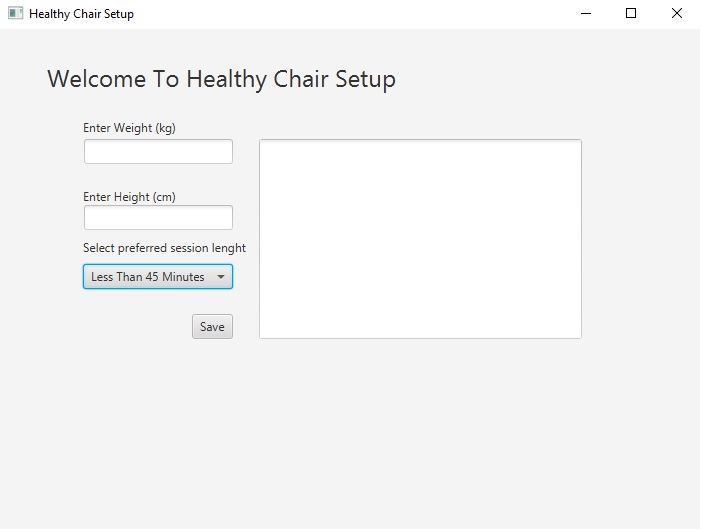 Healthy Chair Setup
Welcome To Healthy Chair Setup
Enter Weight (kg)
Enter Height (cm)
Select preferred session lenght
Less Than 45 Minutes
Save